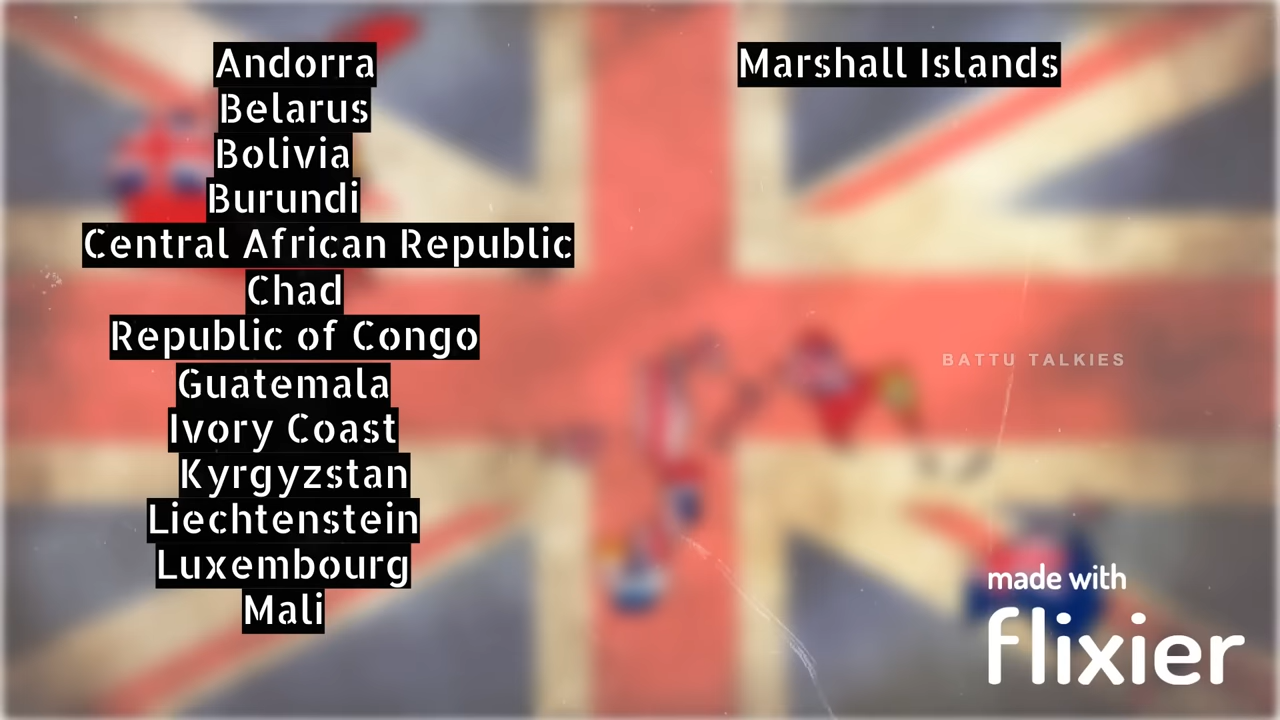 Andorra
Belarus
Bolivia
Burundi
Central African Republic
Chad
Republic of Congo
Guatemala
Ivory Coast
Kyrgyzstan
Liechtenstein
Luxembourg
Mali
Marshall Islands
BATTU TALKIES
made with
flixier